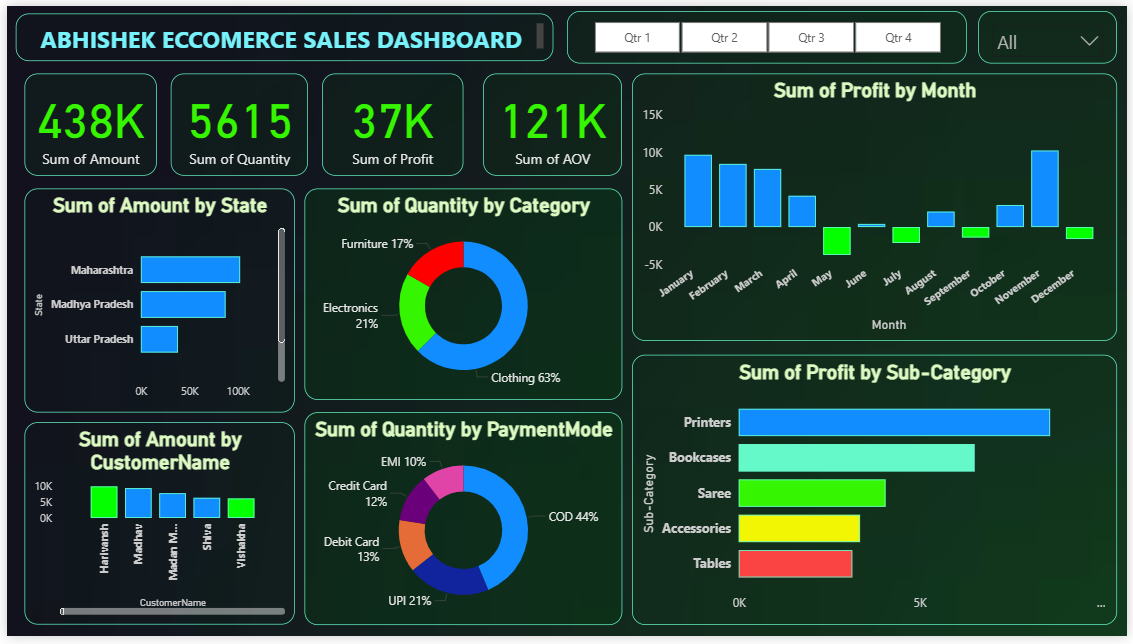 ABHISHEK ECCOMERCE SALES DASHBOARD
Qtr 1
Qtr 2
Qtr 3
Qtr 4
All
438K
Sum of Amount
5615
Sum of Quantity
37K
Sum of Profit
121K
Sum of AOV
Sum of Profit by Month
15K
10K
5K
0K
-5K
January
February
March
April
May
June
July
August
September
October
November
December
Month
Sum of Amount by State
State
Maharashtra
Madhya Pradesh
Uttar Pradesh
0K
50K
100K
Sum of Quantity by Category
Furniture 17%
Electronics
21%
Clothing 63%
Sum of Profit by Sub-Category
Sub-Category
Printers
Bookcases
Saree
Accessories
Tables
0K
5K
...
Sum of Amount by
CustomerName
10K
5K
0K
Harivansh
Madhav
Madan M...
Shiva
Vishakha
CustomerName
Sum of Quantity by PaymentMode
EMI 10%
Credit Card
12%
Debit Card
13%
UPI 21%
COD 44%